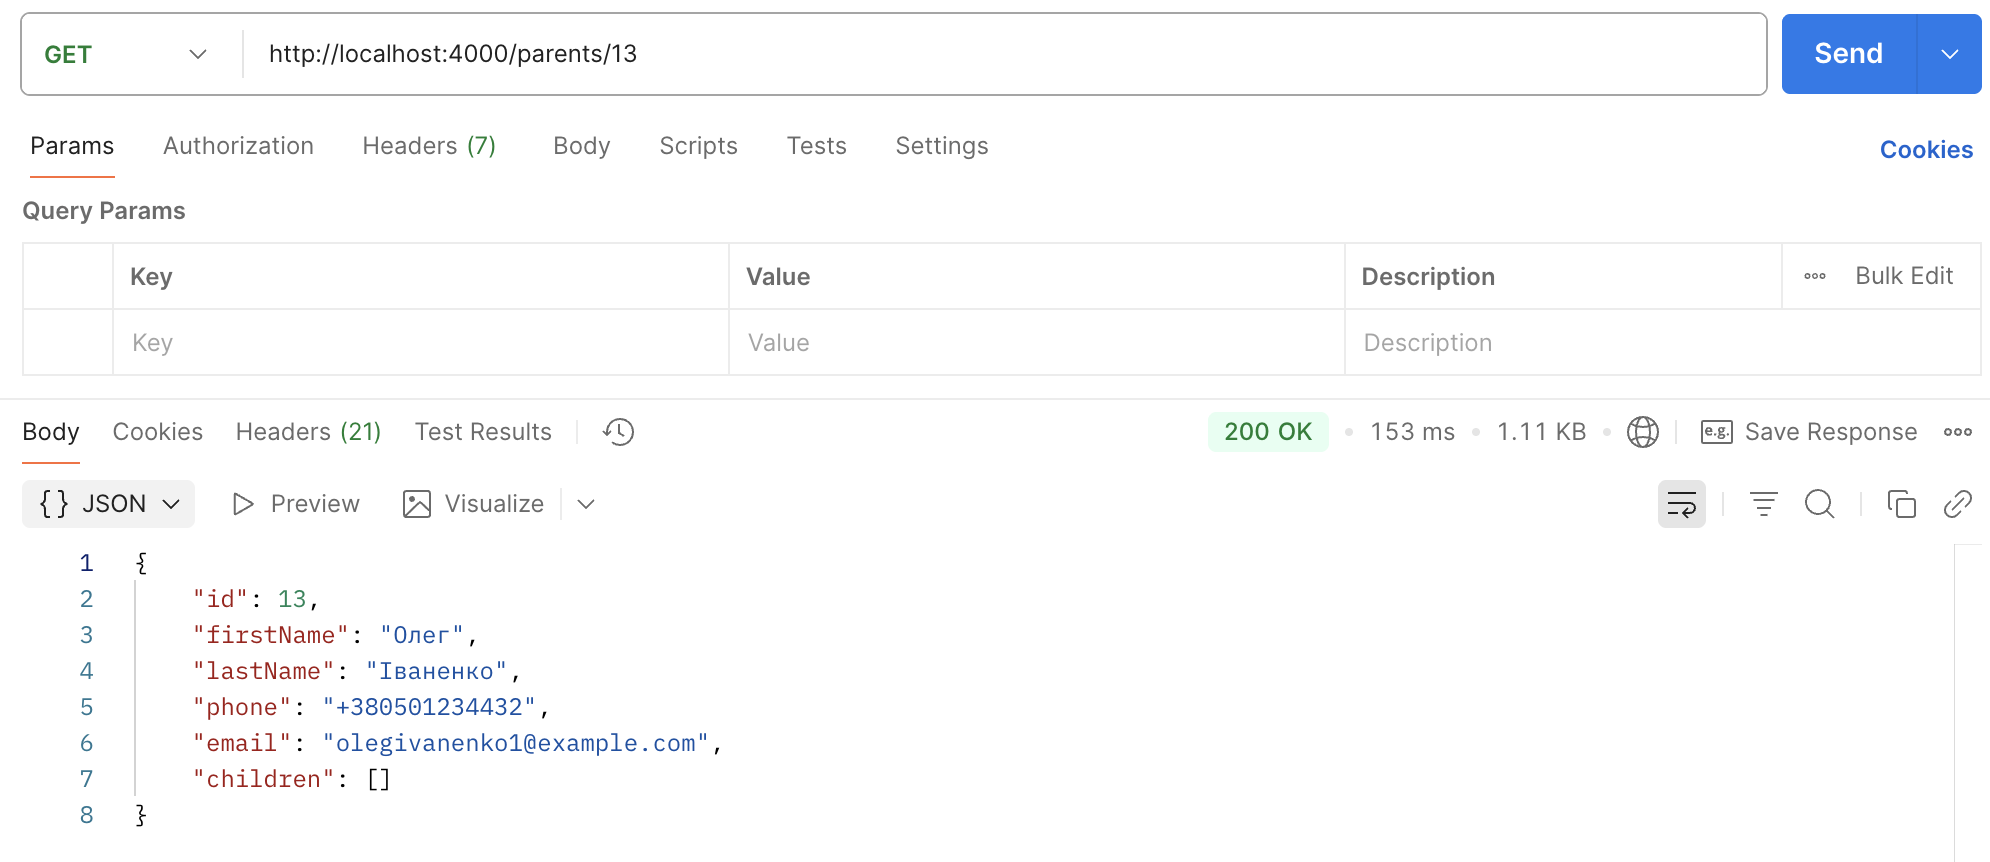 GET http://localhost:4000/parents/13 Send
Params Authorization Headers (7) Body Scripts Tests Settings Cookies
Query Params
Key Value Description Bulk Edit
Key Value Description
Body Cookies Headers (21) Test Results 200 OK 153 ms 1.11 KB e.g. Save Response
{} JSON Preview Visualize
1 {
2 "id": 13,
3 "firstName": "Олег",
4 "lastName": "Іваненко",
5 "phone": "+380501234432",
6 "email": "olegivanenko1@example.com",
7 "children": []
8 }